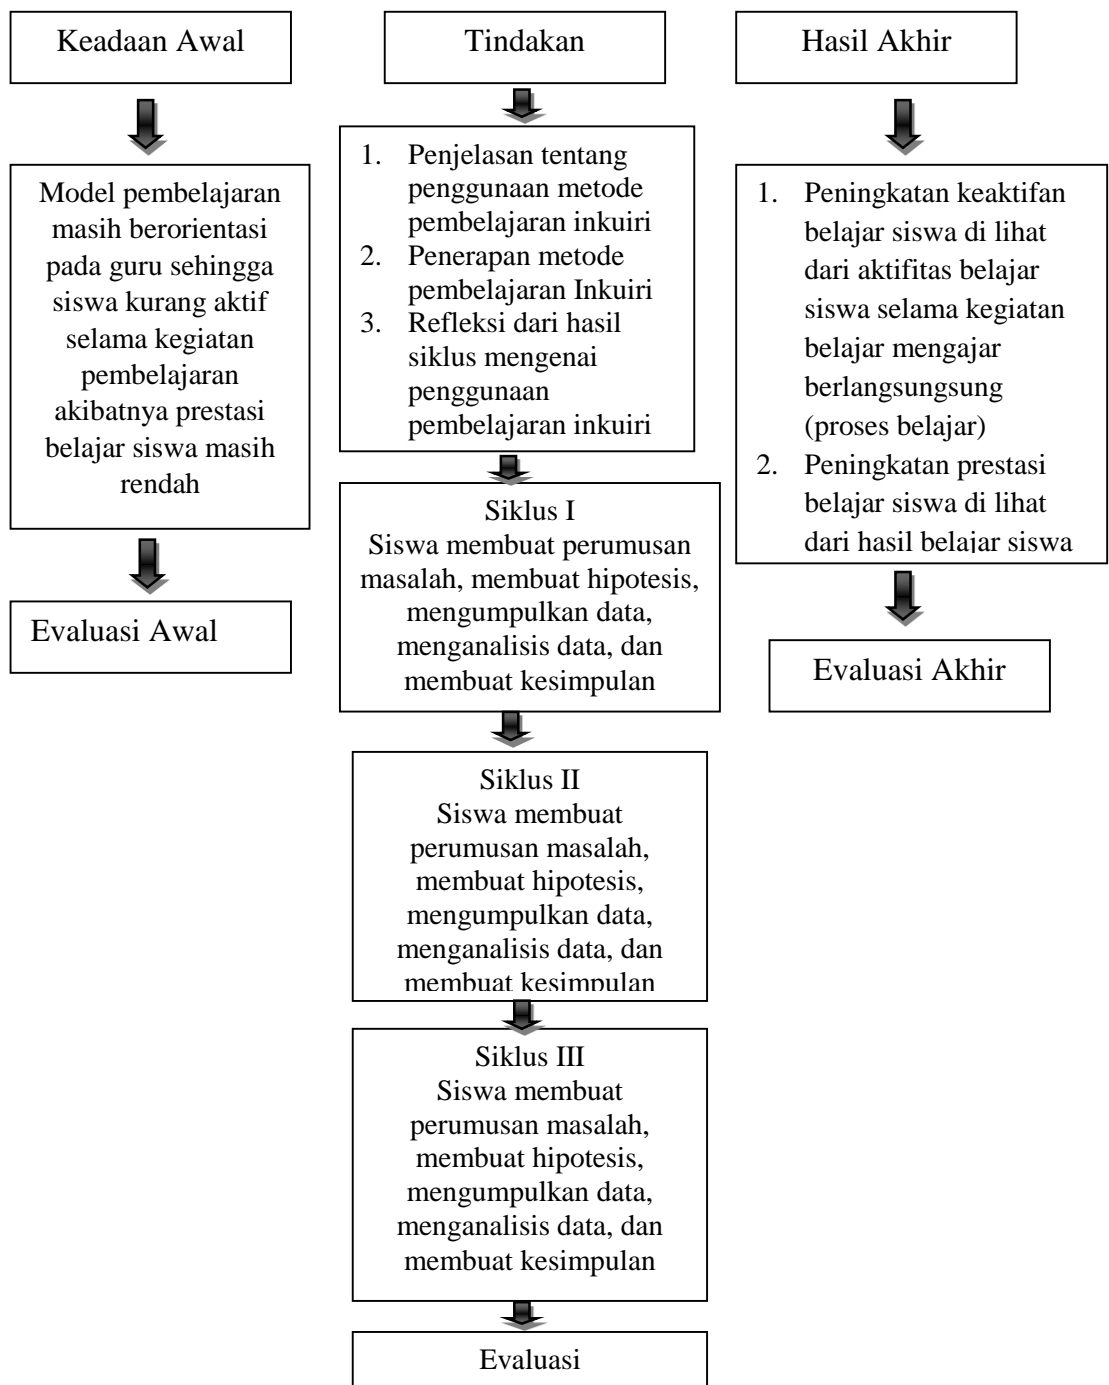 Keadaan Awal
Model pembelajaran
masih berorientasi
pada guru sehingga
siswa kurang aktif
selama kegiatan
pembelajaran
akibatnya prestasi
belajar siswa masih
rendah
Evaluasi Awal
Tindakan
1. Penjelasan tentang
penggunaan metode
pembelajaran inkuiri
2. Penerapan metode
pembelajaran Inkuiri
3. Refleksi dari hasil
siklus mengenai
penggunaan
pembelajaran inkuiri
Siklus I
Siswa membuat perumusan
masalah, membuat hipotesis,
mengumpulkan data,
menganalisis data, dan
membuat kesimpulan
Siklus II
Siswa membuat
perumusan masalah,
membuat hipotesis,
mengumpulkan data,
menganalisis data, dan
membuat kesimpulan
Siklus III
Siswa membuat
perumusan masalah,
membuat hipotesis,
mengumpulkan data,
menganalisis data, dan
membuat kesimpulan
Evaluasi
Hasil Akhir
1. Peningkatan keaktifan
belajar siswa di lihat
dari aktifitas belajar
siswa selama kegiatan
belajar mengajar
berlangsungsung
(proses belajar)
2. Peningkatan prestasi
belajar siswa di lihat
dari hasil belajar siswa
Evaluasi Akhir